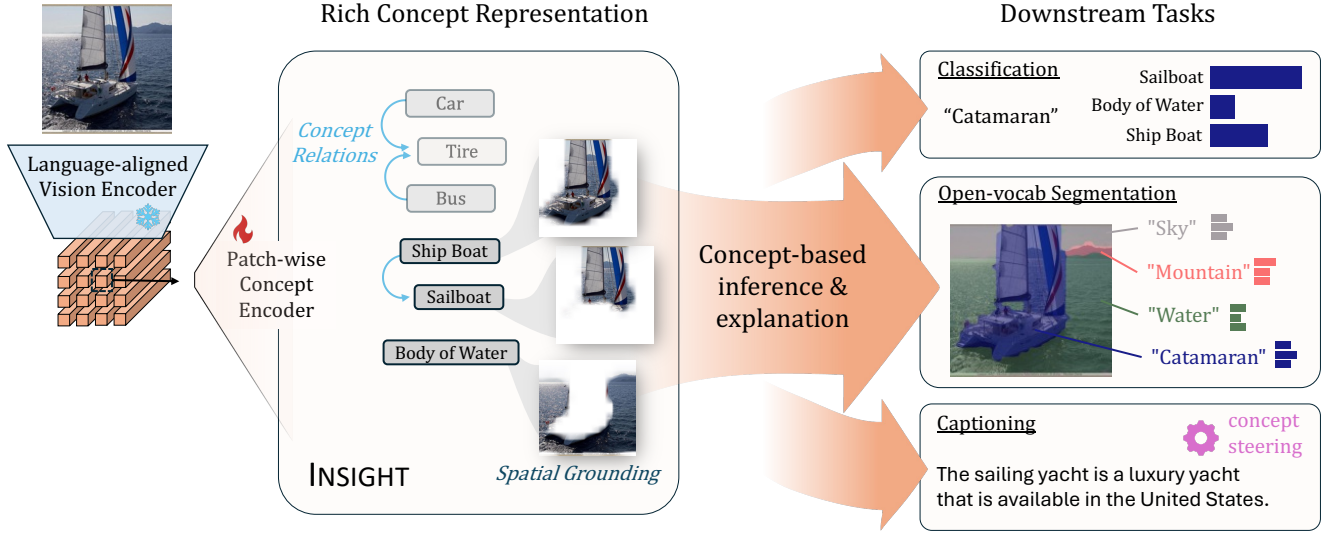 Rich Concept Representation
Downstream Tasks
Language-aligned
Vision Encoder
Patch-wise
Concept
Encoder
Concept
Relations
Car
Tire
Bus
Ship Boat
Sailboat
Body of Water
INSIGHT
Spatial Grounding
Concept-based
inference &
explanation
Classification
"Catamaran"
Sailboat
Body of Water
Ship Boat
Open-vocab Segmentation
"Sky"
"Mountain"
"Water"
"Catamaran"
Captioning
concept
steering
The sailing yacht is a luxury yacht
that is available in the United States.